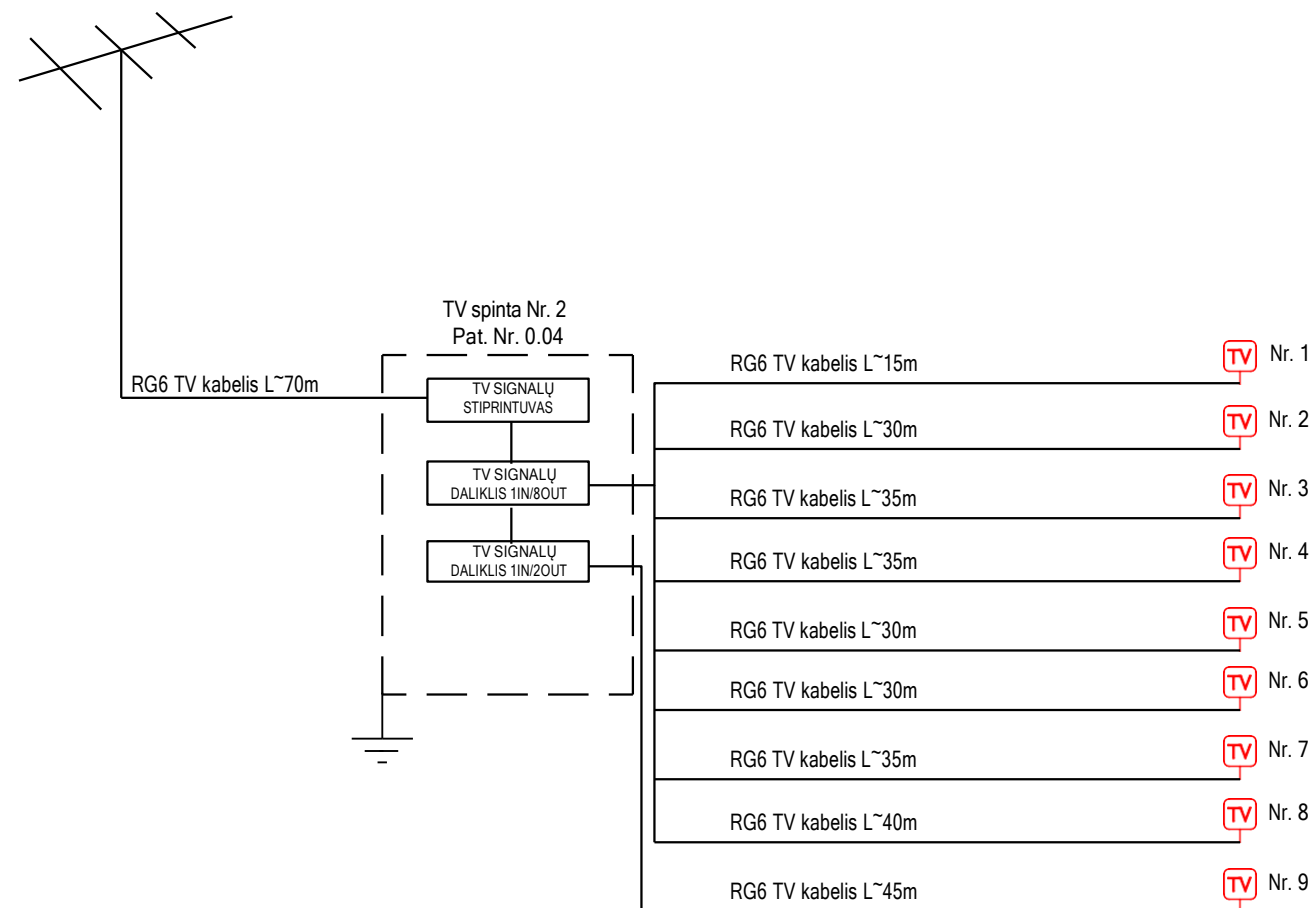 TV spinta Nr. 2
Pat. Nr. 0.04
RG6 TV kabelis L~70m
TV SIGNALŲ
STIPRINTUVAS
TV SIGNALŲ
DALIKLIS 1IN/8OUT
TV SIGNALŲ
DALIKLIS 1IN/2OUT
RG6 TV kabelis L~15m
TV Nr. 1
RG6 TV kabelis L~30m
TV Nr. 2
RG6 TV kabelis L~35m
TV Nr. 3
RG6 TV kabelis L~35m
TV Nr. 4
RG6 TV kabelis L~30m
TV Nr. 5
RG6 TV kabelis L~30m
TV Nr. 6
RG6 TV kabelis L~35m
TV Nr. 7
RG6 TV kabelis L~40m
TV Nr. 8
RG6 TV kabelis L~45m
TV Nr. 9